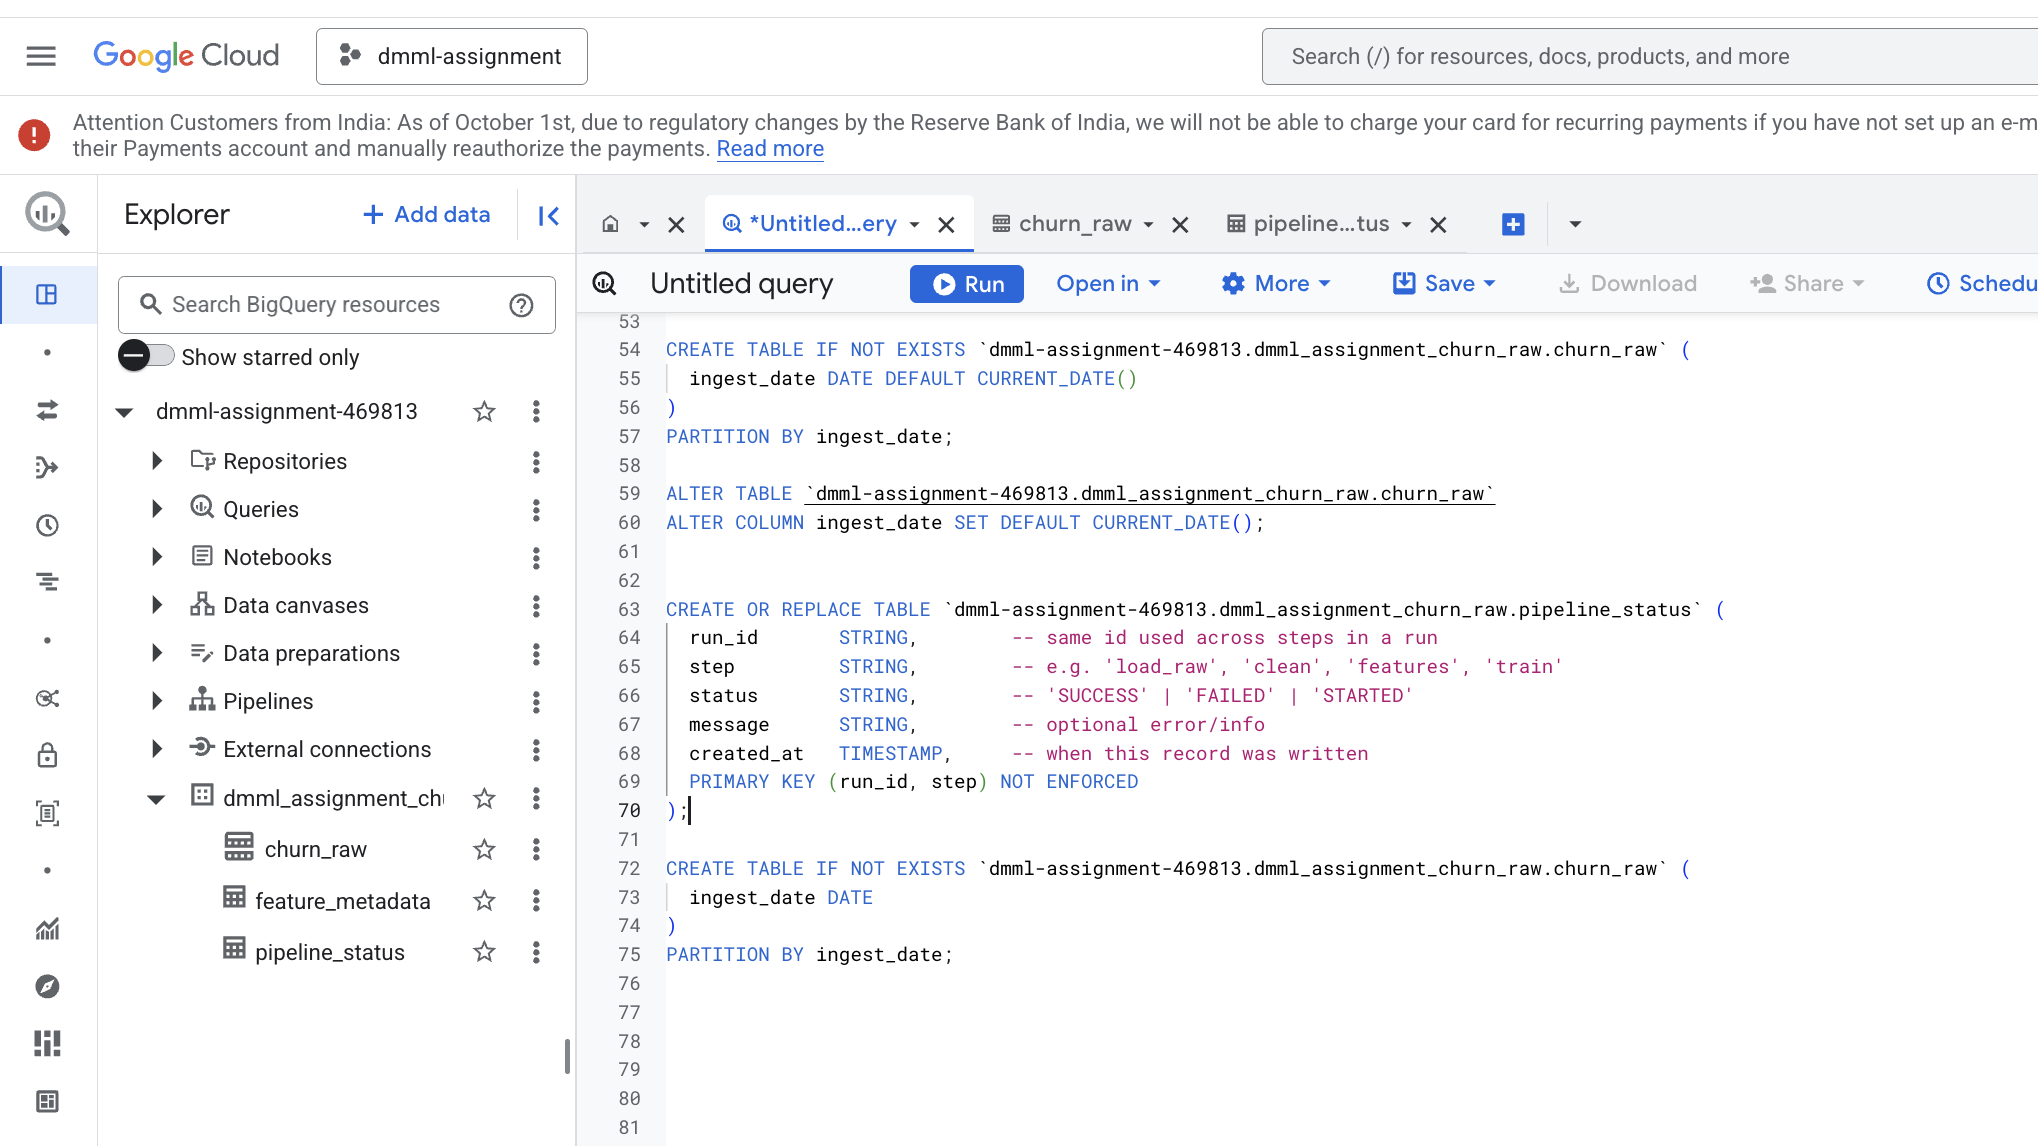 Google Cloud
dmml-assignment
Search (/) for resources, docs, products, and more
Attention Customers from India: As of October 1st, due to regulatory changes by the Reserve Bank of India, we will not be able to charge your card for recurring payments if you have not set up an e-m
their Payments account and manually reauthorize the payments. Read more
Explorer
+ Add data
Search BigQuery resources
Show starred only
dmml-assignment-469813
Repositories
Queries
Notebooks
Data canvases
Data preparations
Pipelines
External connections
dmml_assignment_chu
churn_raw
feature_metadata
pipeline_status
*Untitled...ery
churn_raw
pipeline...tus
Untitled query
Run
Open in
More
Save
Download
Share
Schedu
53
54 CREATE TABLE IF NOT EXISTS `dmml-assignment-469813.dmml_assignment_churn_raw.churn_raw` (
55 ingest_date DATE DEFAULT CURRENT_DATE()
56 )
57 PARTITION BY ingest_date;
58
59 ALTER TABLE `dmml-assignment-469813.dmml_assignment_churn_raw.churn_raw`
60 ALTER COLUMN ingest_date SET DEFAULT CURRENT_DATE();
61
62
63 CREATE OR REPLACE TABLE `dmml-assignment-469813.dmml_assignment_churn_raw.pipeline_status` (
64 run_id STRING, -- same id used across steps in a run
65 step STRING, -- e.g. 'load_raw', 'clean', 'features', 'train'
66 status STRING, -- 'SUCCESS' | 'FAILED' | 'STARTED'
67 message STRING, -- optional error/info
68 created_at TIMESTAMP, -- when this record was written
69 PRIMARY KEY (run_id, step) NOT ENFORCED
70 );
71
72 CREATE TABLE IF NOT EXISTS `dmml-assignment-469813.dmml_assignment_churn_raw.churn_raw` (
73 ingest_date DATE
74 )
75 PARTITION BY ingest_date;
76
77
78
79
80
81